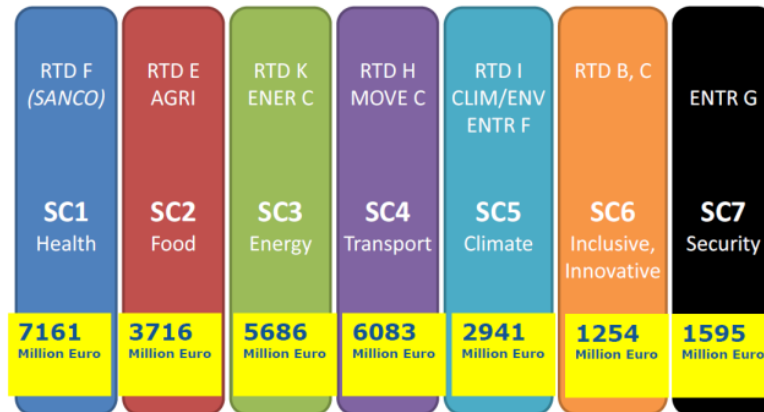 RTD F
(SANCO)
SC1
Health
7161
Million Euro
RTD E
AGRI
SC2
Food
3716
Million Euro
RTD K
ENER C
SC3
Energy
5686
Million Euro
RTD H
MOVE C
SC4
Transport
6083
Million Euro
RTD I
CLIM/ENV
ENTR F
SC5
Climate
2941
Million Euro
RTD B, C
SC6
Inclusive,
Innovative
1254
Million Euro
ENTR G
SC7
Security
1595
Million Euro